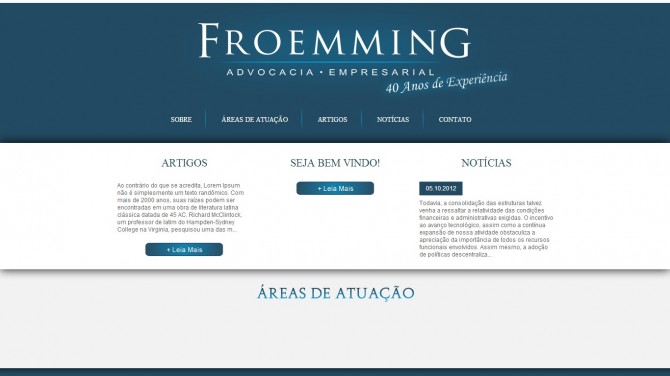 FROEMMING
ADVOCACIA • EMPRESARIAL
40 Anos de Experiência
SOBRE
ÁREAS DE ATUAÇÃO
ARTIGOS
NOTÍCIAS
CONTATO
ARTIGOS
Ao contrário do que se acredita, Lorem Ipsum
não é simplesmente um texto randômico. Com
mais de 2000 anos, suas raízes podem ser
encontradas em uma obra de literatura latina
clássica datada de 45 AC. Richard McClintock,
um professor de latim do Hampden-Sydney
College na Virginia, pesquisou uma das m...
+ Leia Mais
SEJA BEM VINDO!
+ Leia Mais
NOTÍCIAS
05.10.2012
Todavia, a consolidação das estruturas talvez
venha a ressaltar a relatividade das condições
financeiras e administrativas exigidas. O incentivo
ao avanço tecnológico, assim como a contínua
expansão de nossa atividade obstaculiza a
apreciação da importância de todos os recursos
funcionais envolvidos. Assim mesmo, a adoção
de políticas descentraliza...
ÁREAS DE ATUAÇÃO